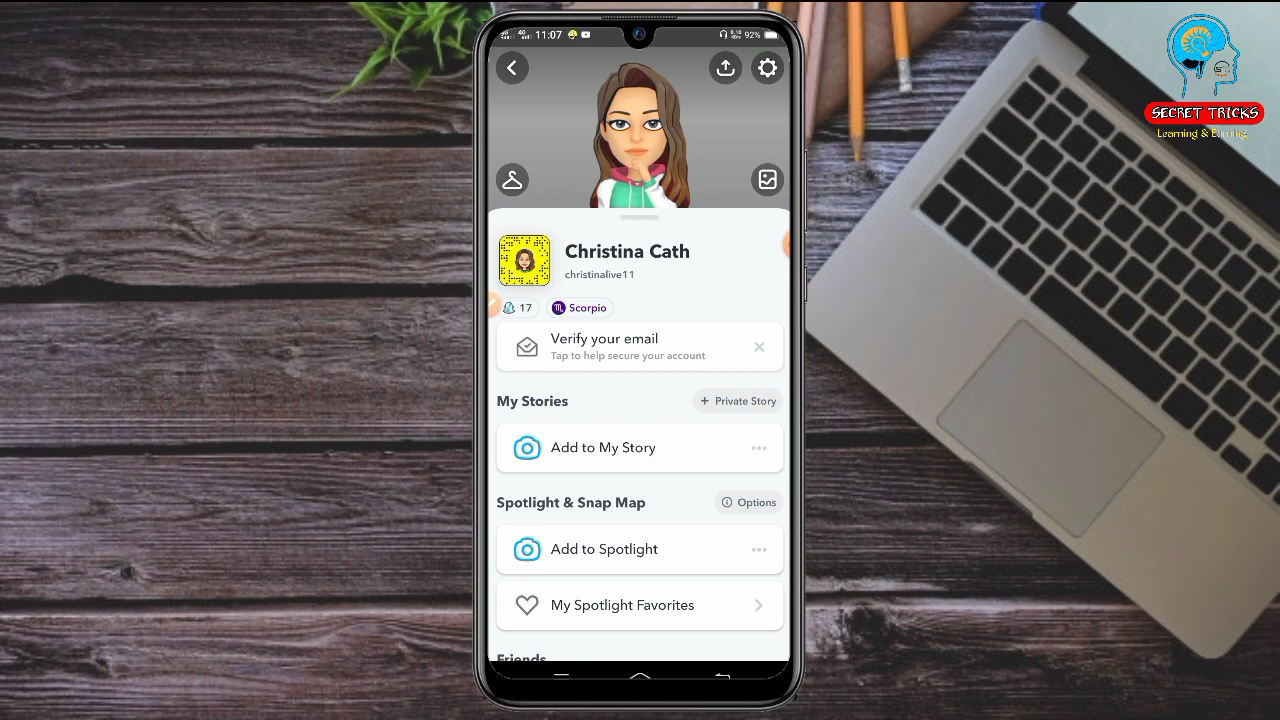 11:07
92%
SECRET TRICKS
Learning & Earning
Christina Cath
christinalive11
17
Scorpio
Verify your email
Tap to help secure your account
My Stories
+ Private Story
Add to My Story
Spotlight & Snap Map
Options
Add to Spotlight
My Spotlight Favorites
Friends